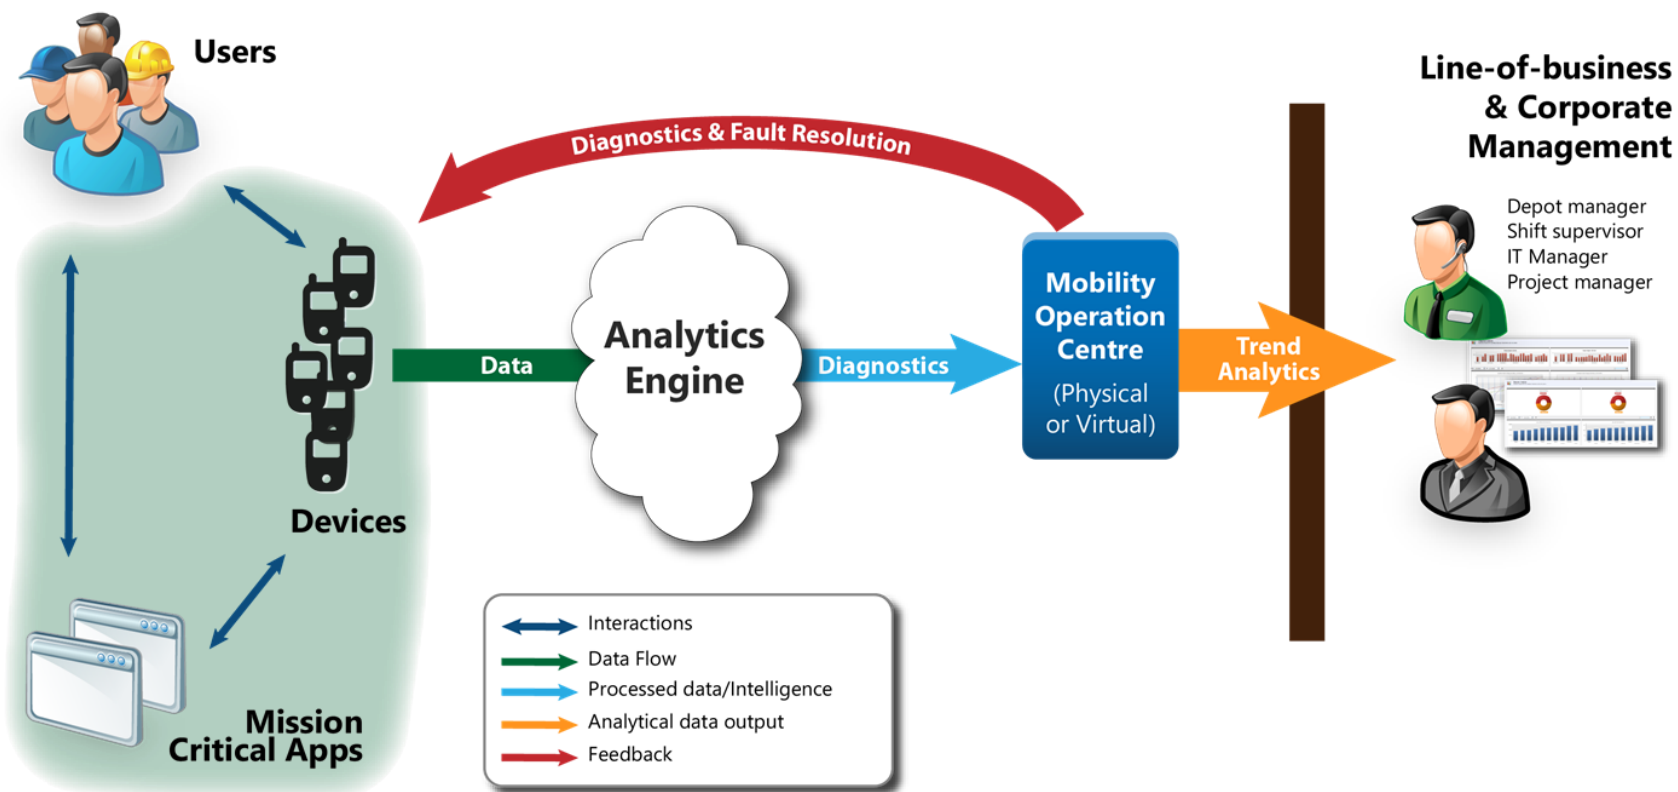 Users
Line-of-business
& Corporate
Management
Diagnostics & Fault Resolution
Depot manager
Shift supervisor
IT Manager
Project manager
Mobility
Operation
Centre
(Physical
or Virtual)
Analytics
Engine
Data
Diagnostics
Trend
Analytics
Devices
Mission
Critical Apps
Interactions
Data Flow
Processed data/Intelligence
Analytical data output
Feedback